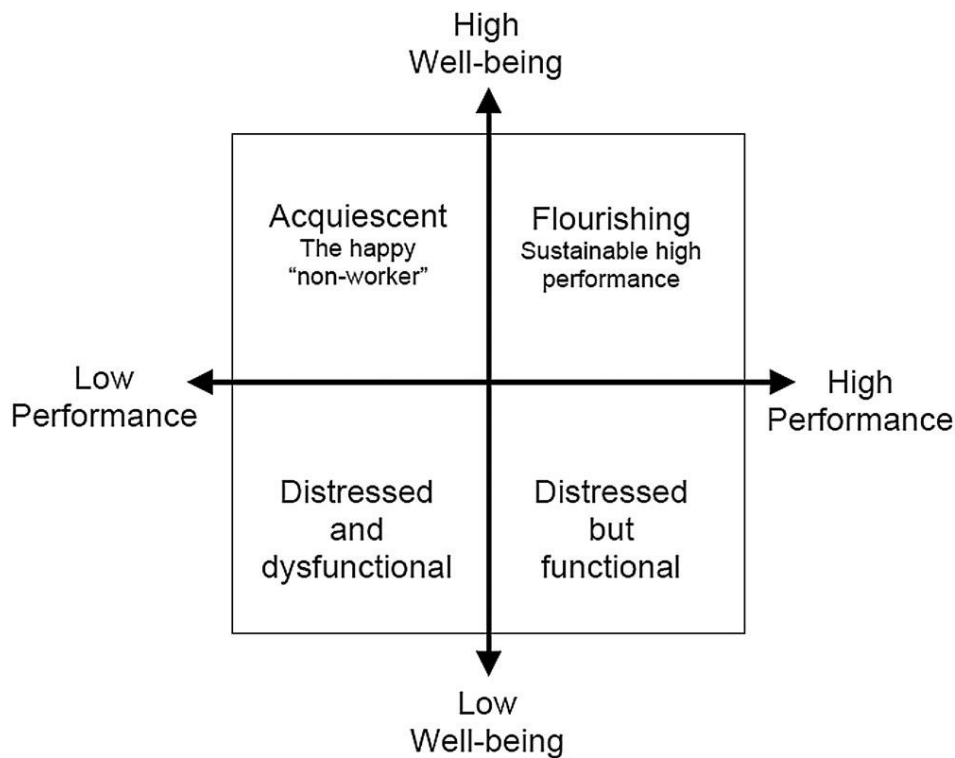 High
Well-being
Acquiescent
The happy
“non-worker”
Flourishing
Sustainable high
performance
Low
Performance
High
Performance
Distressed
and
dysfunctional
Distressed
but
functional
Low
Well-being